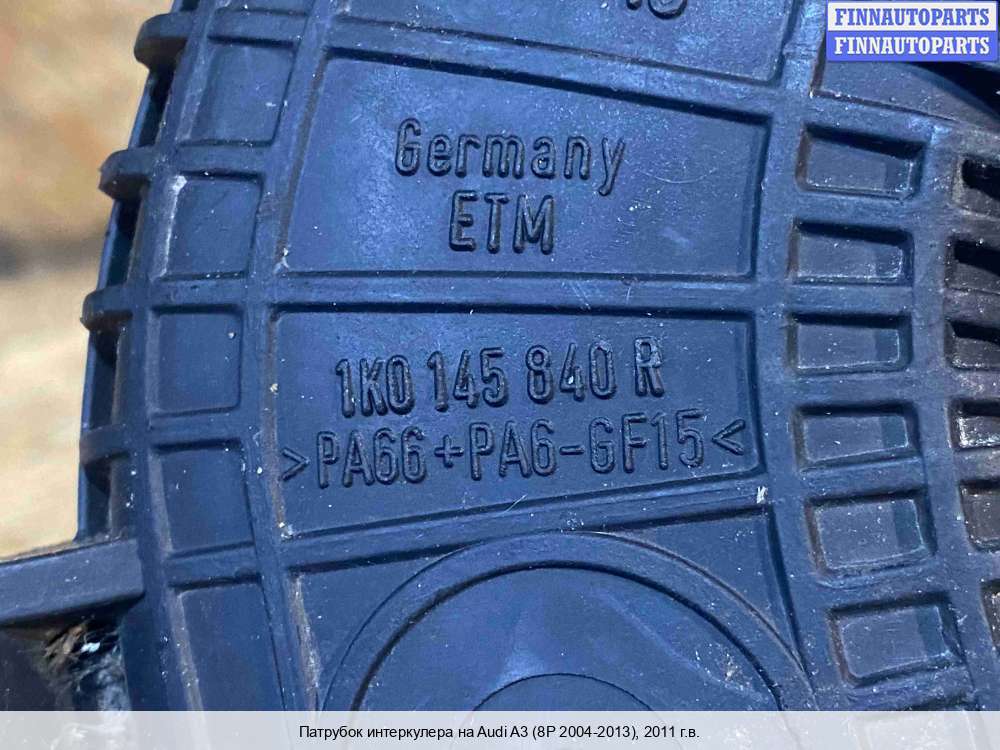 FINNAUTOPARTS
FINNAUTOPARTS
Germany
ETM
1K0 145 840 R
>PA66+PA6-GF15<
Патрубок интеркулера на Audi A3 (8P 2004-2013), 2011 г.в.